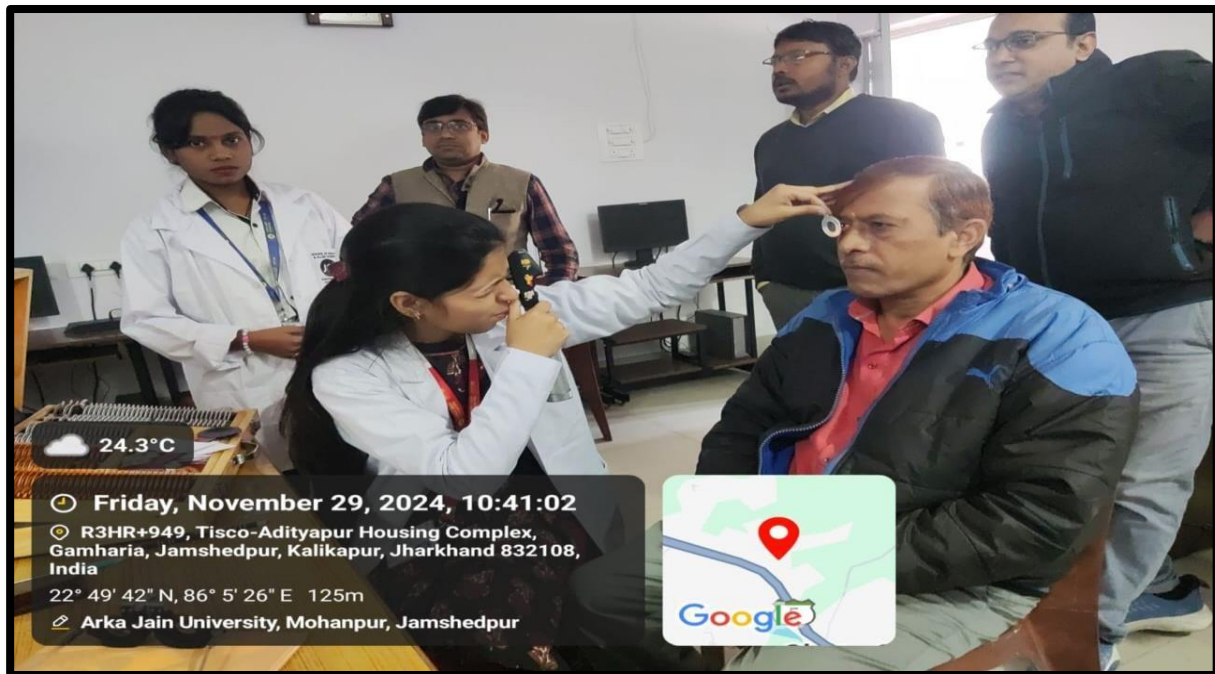 24.3°C
Friday, November 29, 2024, 10:41:02
R3HR+949, Tisco-Adityapur Housing Complex,
Gamharia, Jamshedpur, Kalikapur, Jharkhand 832108,
India
22° 49' 42" N, 86° 5' 26" E 125m
Arka Jain University, Mohanpur, Jamshedpur
Google